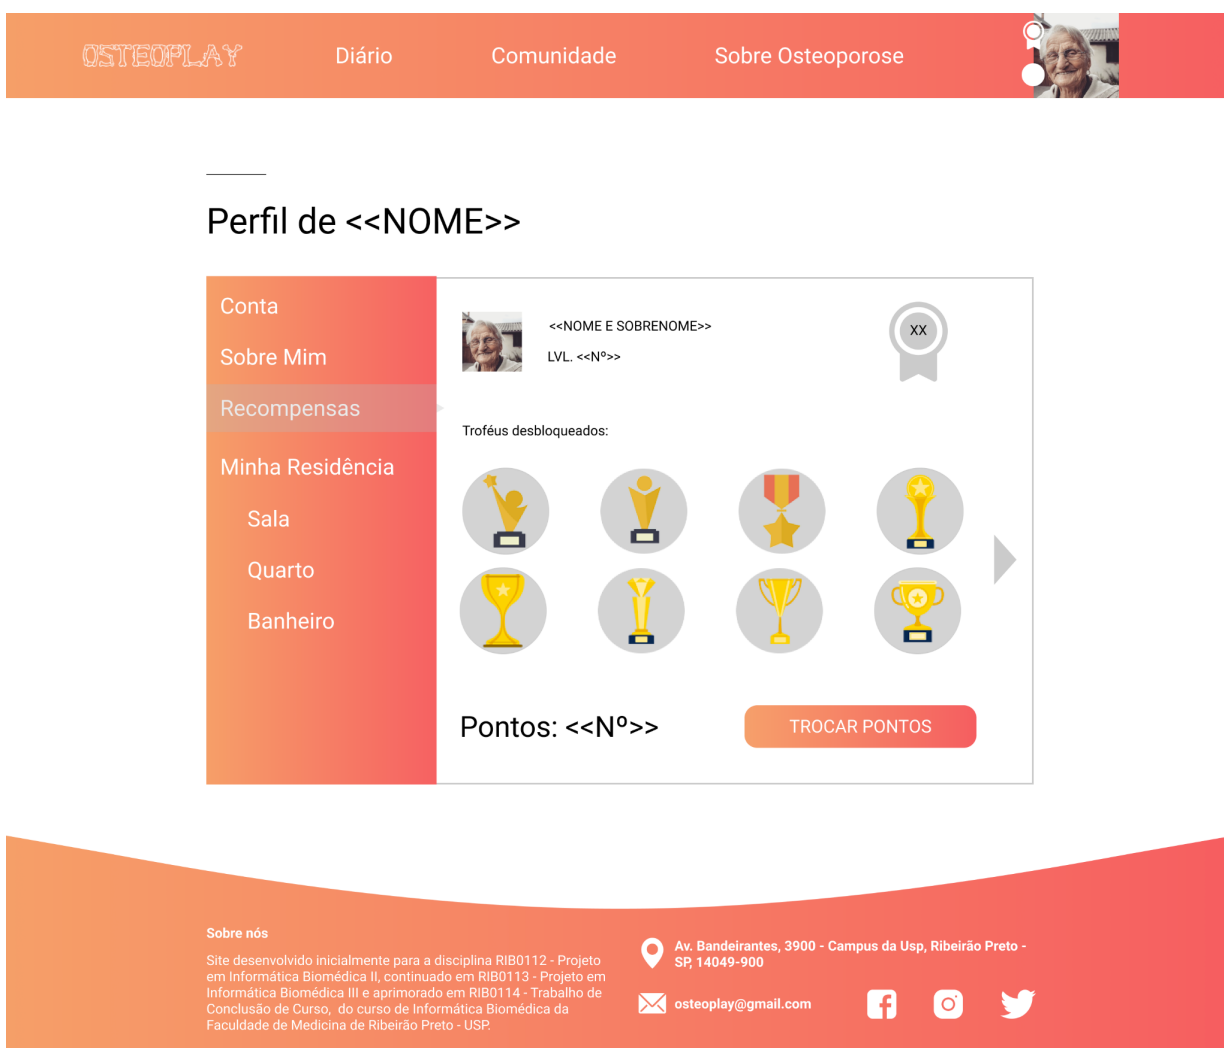 OSTEOPLAY
Diário
Comunidade
Sobre Osteoporose
Perfil de <<NOME>>
Conta
Sobre Mim
Recompensas
Minha Residência
Sala
Quarto
Banheiro
<<NOME E SOBRENOME>>
LVL. <<Nº>>
XX
Troféus desbloqueados:
Pontos: <<Nº>>
TROCAR PONTOS
Sobre nós
Site desenvolvido inicialmente para a disciplina RIB0112 - Projeto
em Informática Biomédica II, continuado em RIB0113 - Projeto em
Informática Biomédica III e aprimorado em RIB0114 - Trabalho de
Conclusão de Curso, do curso de Informática Biomédica da
Faculdade de Medicina de Ribeirão Preto - USP.
Av. Bandeirantes, 3900 - Campus da Usp, Ribeirão Preto -
SP, 14049-900
osteoplay@gmail.com